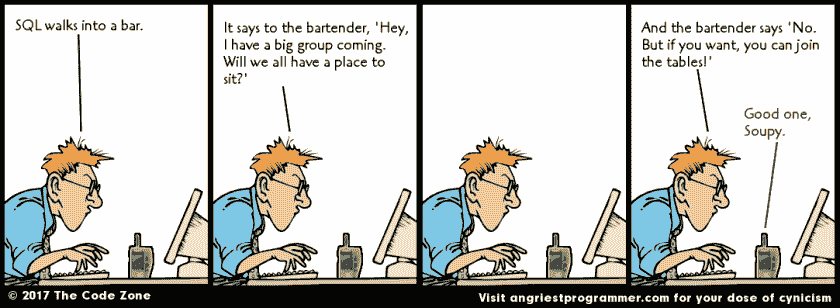 SQL walks into a bar.
It says to the bartender, 'Hey,
I have a big group coming.
Will we all have a place to
sit?'
And the bartender says 'No.
But if you want, you can join
the tables!'
Good one,
Soupy.
© 2017 The Code Zone
Visit angriestprogrammer.com for your dose of cynicism